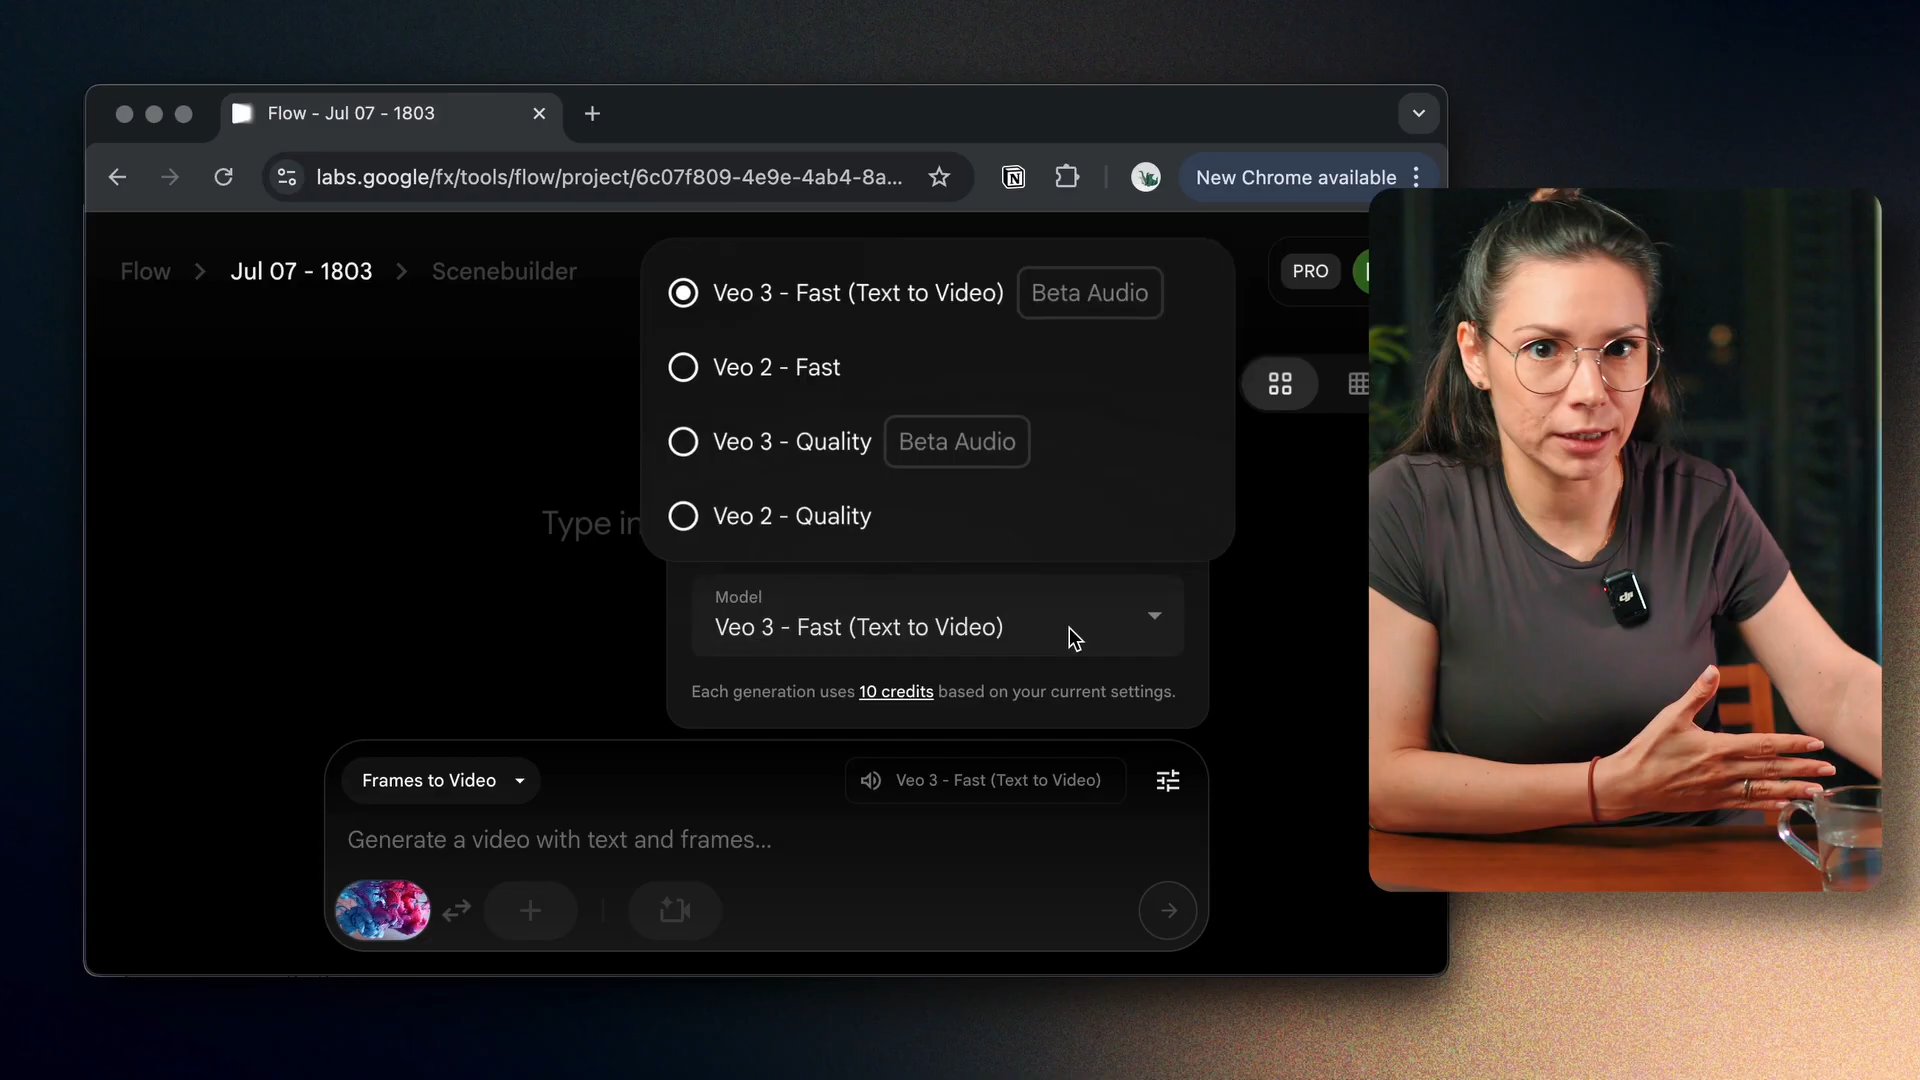 Flow - Jul 07 - 1803
labs.google/fx/tools/flow/project/6c07f809-4e9e-4ab4-8a...
New Chrome available
Flow > Jul 07 - 1803 > Scenebuilder
PRO
Veo 3 - Fast (Text to Video) Beta Audio
Veo 2 - Fast
Veo 3 - Quality Beta Audio
Veo 2 - Quality
Type in
Model
Veo 3 - Fast (Text to Video)
Each generation uses 10 credits based on your current settings.
Frames to Video
Veo 3 - Fast (Text to Video)
Generate a video with text and frames...